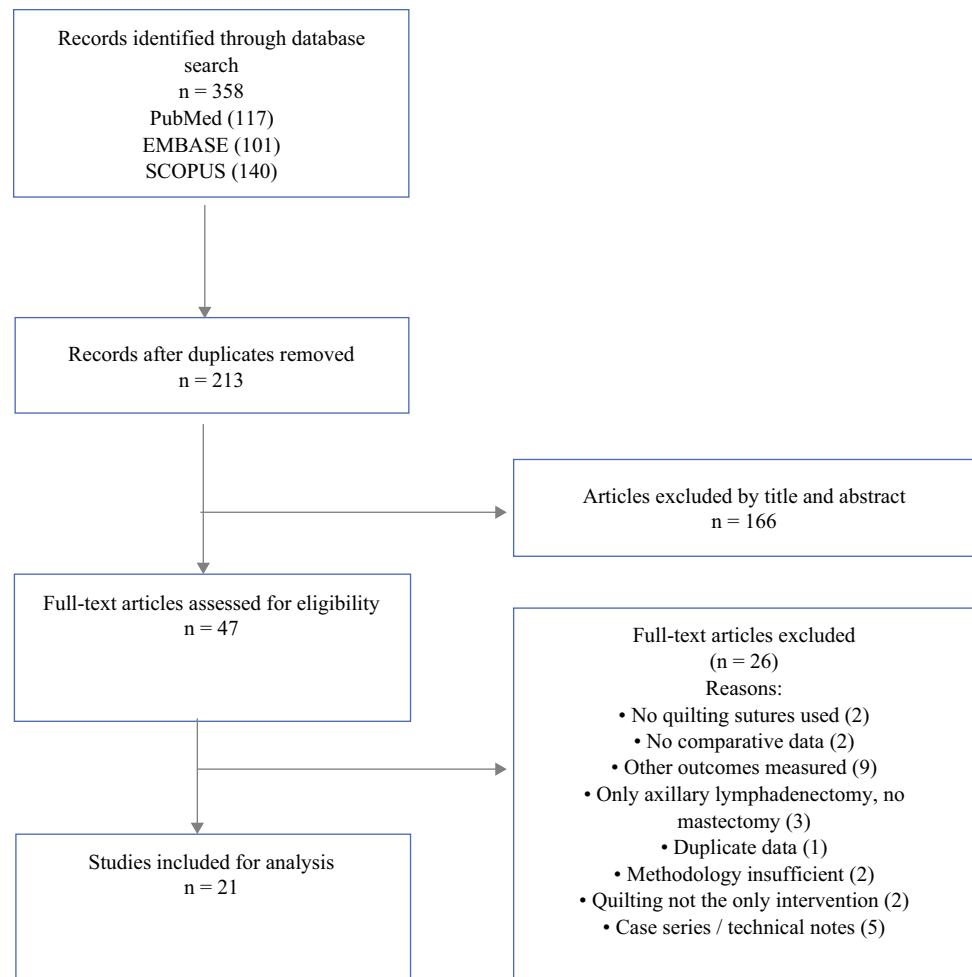 Records identified through database
search
n = 358
PubMed (117)
EMBASE (101)
SCOPUS (140)
Records after duplicates removed
n = 213
Articles excluded by title and abstract
n = 166
Full-text articles assessed for eligibility
n = 47
Full-text articles excluded
(n = 26)
Reasons:
• No quilting sutures used (2)
• No comparative data (2)
• Other outcomes measured (9)
• Only axillary lymphadenectomy, no
mastectomy (3)
• Duplicate data (1)
• Methodology insufficient (2)
• Quilting not the only intervention (2)
• Case series / technical notes (5)
Studies included for analysis
n = 21